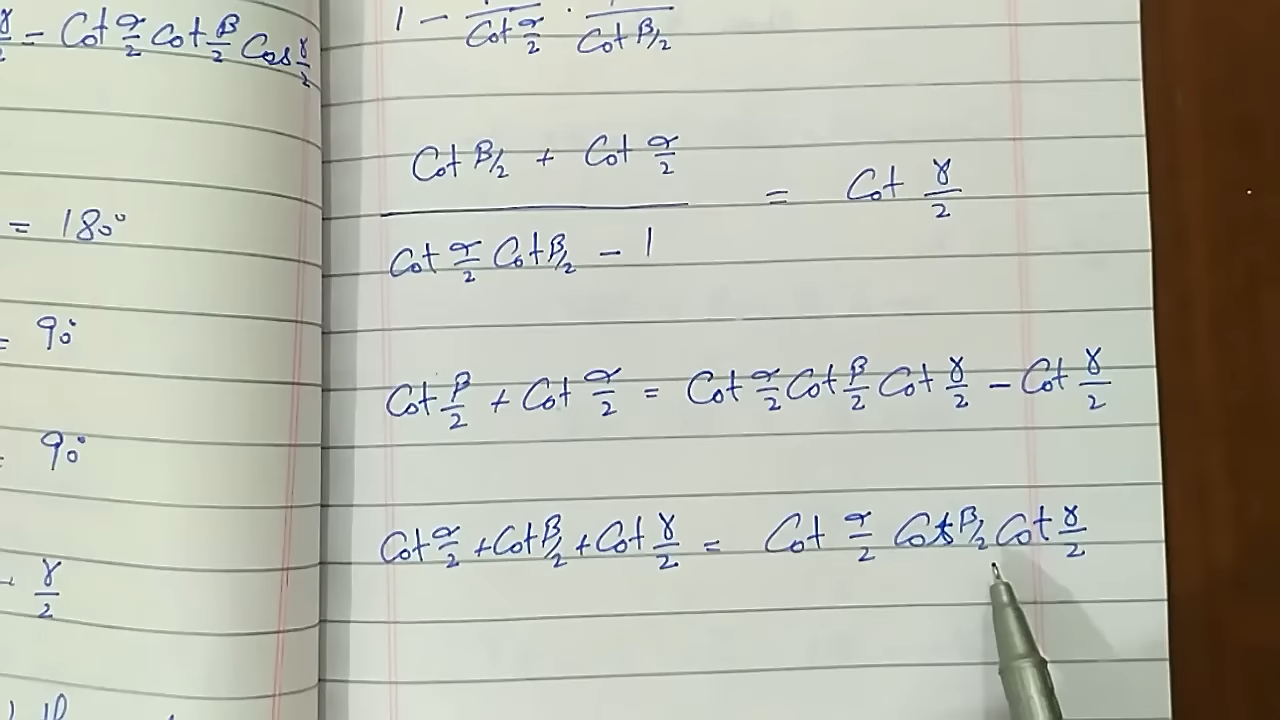 γ/2 = Cot α/2 Cot β/2 Cos γ/2
= 180°
= 90°
= 90°
- γ/2
1 - 1/(Cot α/2) · 1/(Cot β/2)
(Cot β/2 + Cot α/2)/(Cot α/2 Cot β/2 - 1) = Cot γ/2
Cot β/2 + Cot α/2 = Cot α/2 Cot β/2 Cot γ/2 - Cot γ/2
Cot α/2 + Cot β/2 + Cot γ/2 = Cot α/2 Cot β/2 Cot γ/2